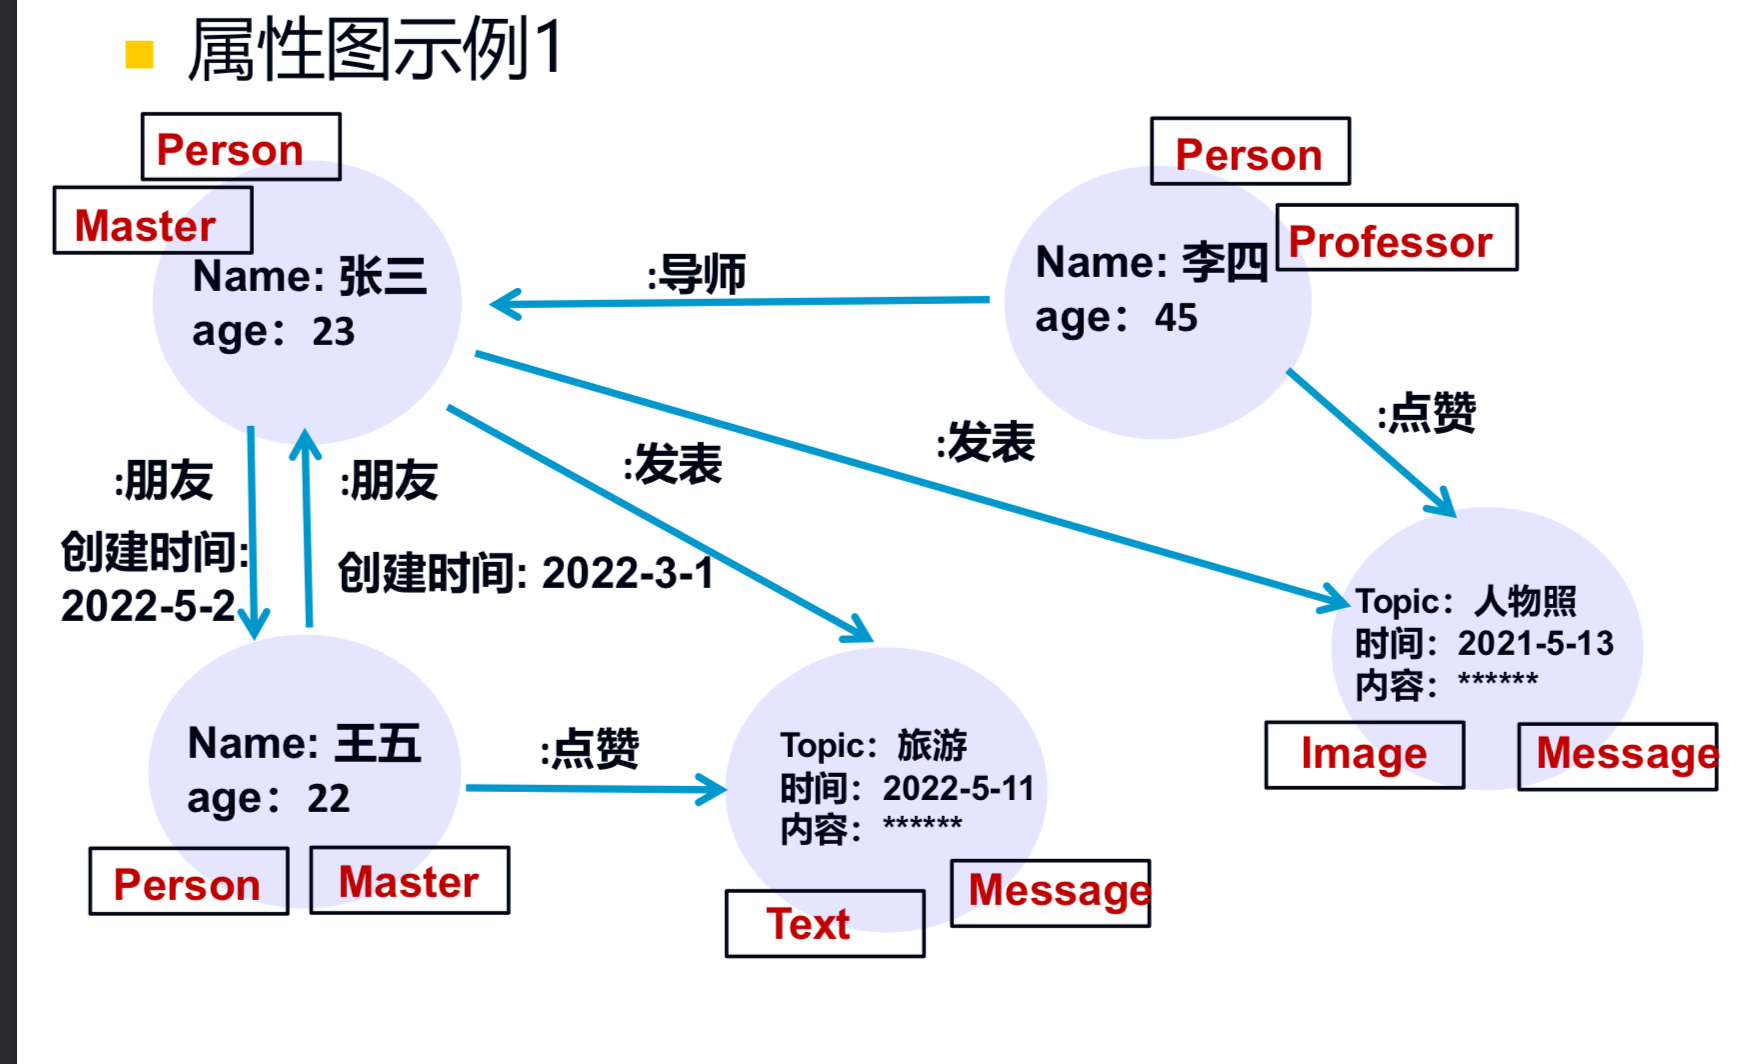 属性图示例1
Person
Master
Name: 张三
age：23
Person
Professor
Name: 李四
age：45
:导师
:点赞
:发表
:发表
:朋友
创建时间:
2022-5-2
:朋友
创建时间: 2022-3-1
Topic：人物照
时间：2021-5-13
内容：******
Image
Message
Name: 王五
age：22
Person
Master
:点赞
Topic：旅游
时间：2022-5-11
内容：******
Text
Message